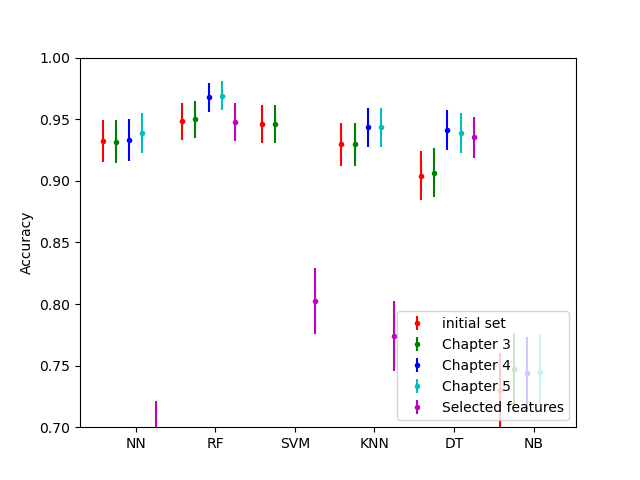 1.00
0.95
0.90
0.85
0.80
0.75
0.70
Accuracy
initial set
Chapter 3
Chapter 4
Chapter 5
Selected features
NN RF SVM KNN DT NB